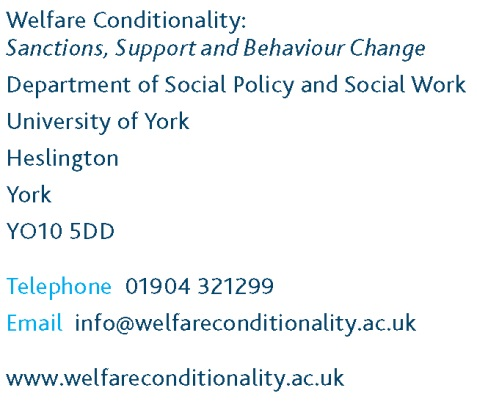 Welfare Conditionality:
Sanctions, Support and Behaviour Change
Department of Social Policy and Social Work
University of York
Heslington
York
YO10 5DD
Telephone 01904 321299
Email info@welfareconditionality.ac.uk
www.welfareconditionality.ac.uk